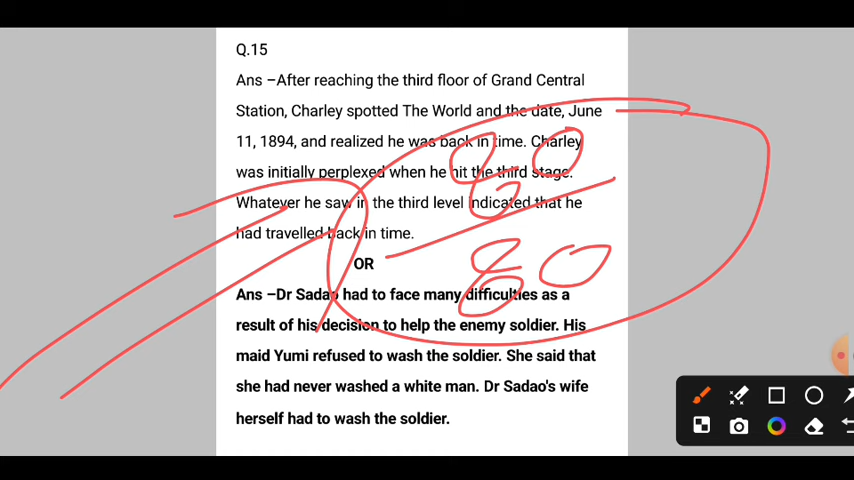 Q.15
Ans –After reaching the third floor of Grand Central
Station, Charley spotted The World and the date, June
11, 1894, and realized he was back in time. Charley
was initially perplexed when he hit the third stage.
Whatever he saw in the third level indicated that he
had travelled back in time.
OR
Ans –Dr Sadao had to face many difficulties as a
result of his decision to help the enemy soldier. His
maid Yumi refused to wash the soldier. She said that
she had never washed a white man. Dr Sadao's wife
herself had to wash the soldier.
80
80